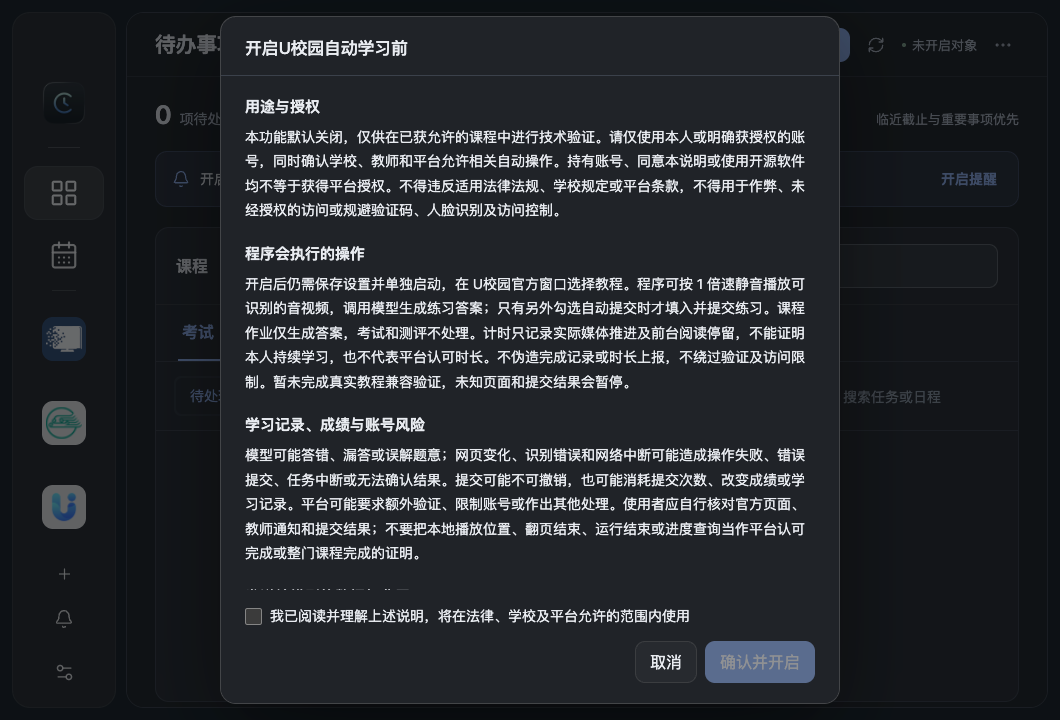 待办事
未开启对象
开启U校园自动学习前
0 项待处
临近截止与重要事项优先
开启提醒
课程
考试
待处
搜索任务或日程
用途与授权
本功能默认关闭，仅供在已获允许的课程中进行技术验证。请仅使用本人或明确获授权的账
号，同时确认学校、教师和平台允许相关自动操作。持有账号、同意本说明或使用开源软件
均不等于获得平台授权。不得违反适用法律法规、学校规定或平台条款，不得用于作弊、未
经授权的访问或规避验证码、人脸识别及访问控制。
程序会执行的操作
开启后仍需保存设置并单独启动，在 U校园官方窗口选择教程。程序可按 1 倍速静音播放可
识别的音视频，调用模型生成练习答案；只有另外勾选自动提交时才填入并提交练习。课程
作业仅生成答案，考试和测评不处理。计时只记录实际媒体推进及前台阅读停留，不能证明
本人持续学习，也不代表平台认可时长。不伪造完成记录或时长上报，不绕过验证及访问限
制。暂未完成真实教程兼容验证，未知页面和提交结果会暂停。
学习记录、成绩与账号风险
模型可能答错、漏答或误解题意；网页变化、识别错误和网络中断可能造成操作失败、错误
提交、任务中断或无法确认结果。提交可能不可撤销，也可能消耗提交次数、改变成绩或学
习记录。平台可能要求额外验证、限制账号或作出其他处理。使用者应自行核对官方页面、
教师通知和提交结果；不要把本地播放位置、翻页结束、运行结束或进度查询当作平台认可
完成或整门课程完成的证明。
我已阅读并理解上述说明，将在法律、学校及平台允许的范围内使用
取消
确认并开启